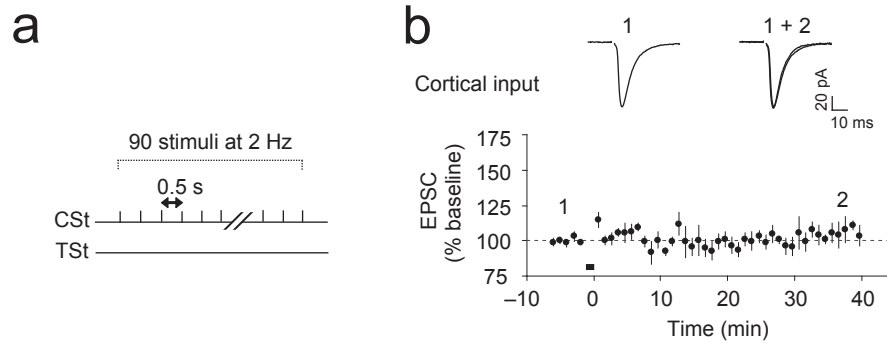 a
90 stimuli at 2 Hz
0.5 s
CSt
TSt
b
1
1 + 2
Cortical input
20 pA
10 ms
EPSC
(% baseline)
175
150
125
100
75
1
2
−10 0 10 20 30 40
Time (min)